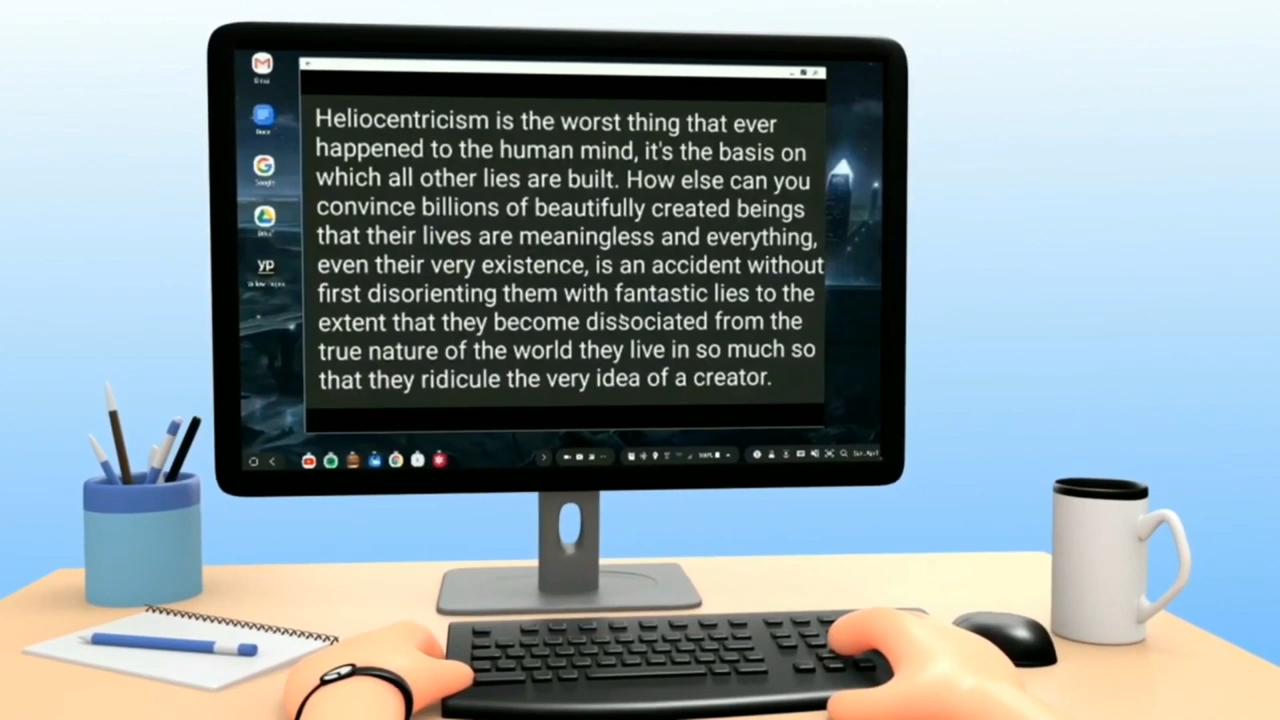 Heliocentricism is the worst thing that ever
happened to the human mind, it's the basis on
which all other lies are built. How else can you
convince billions of beautifully created beings
that their lives are meaningless and everything,
even their very existence, is an accident without
first disorienting them with fantastic lies to the
extent that they become dissociated from the
true nature of the world they live in so much so
that they ridicule the very idea of a creator.
Google
yp